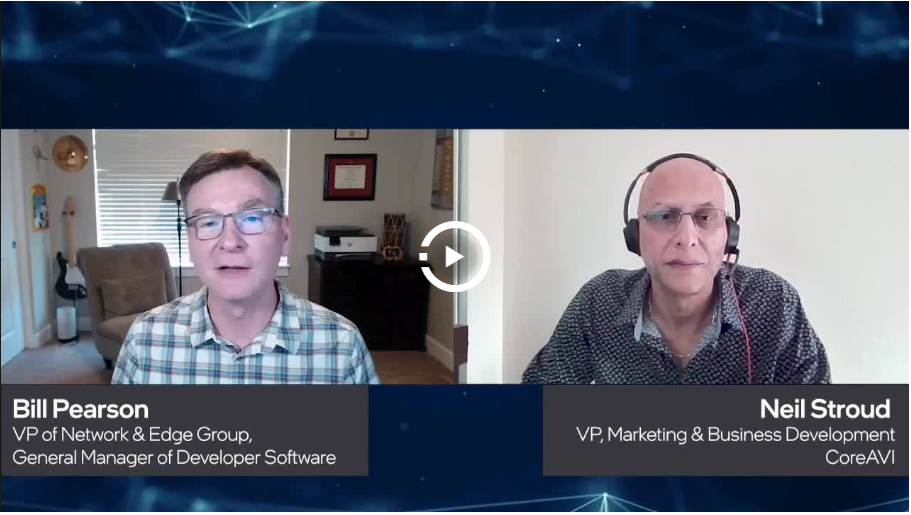 Bill Pearson
VP of Network & Edge Group,
General Manager of Developer Software
Neil Stroud
VP, Marketing & Business Development
CoreAVI